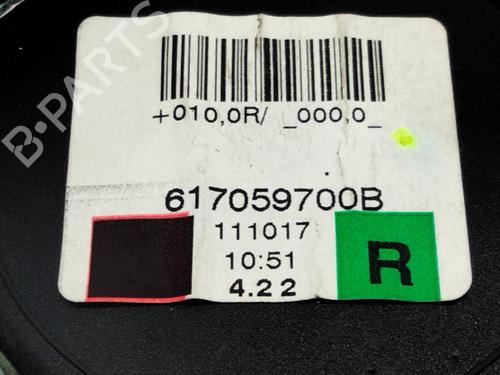 B-PARTS
+010,0R/ _000,0_
617059700B
111017
10:51
4.22
R